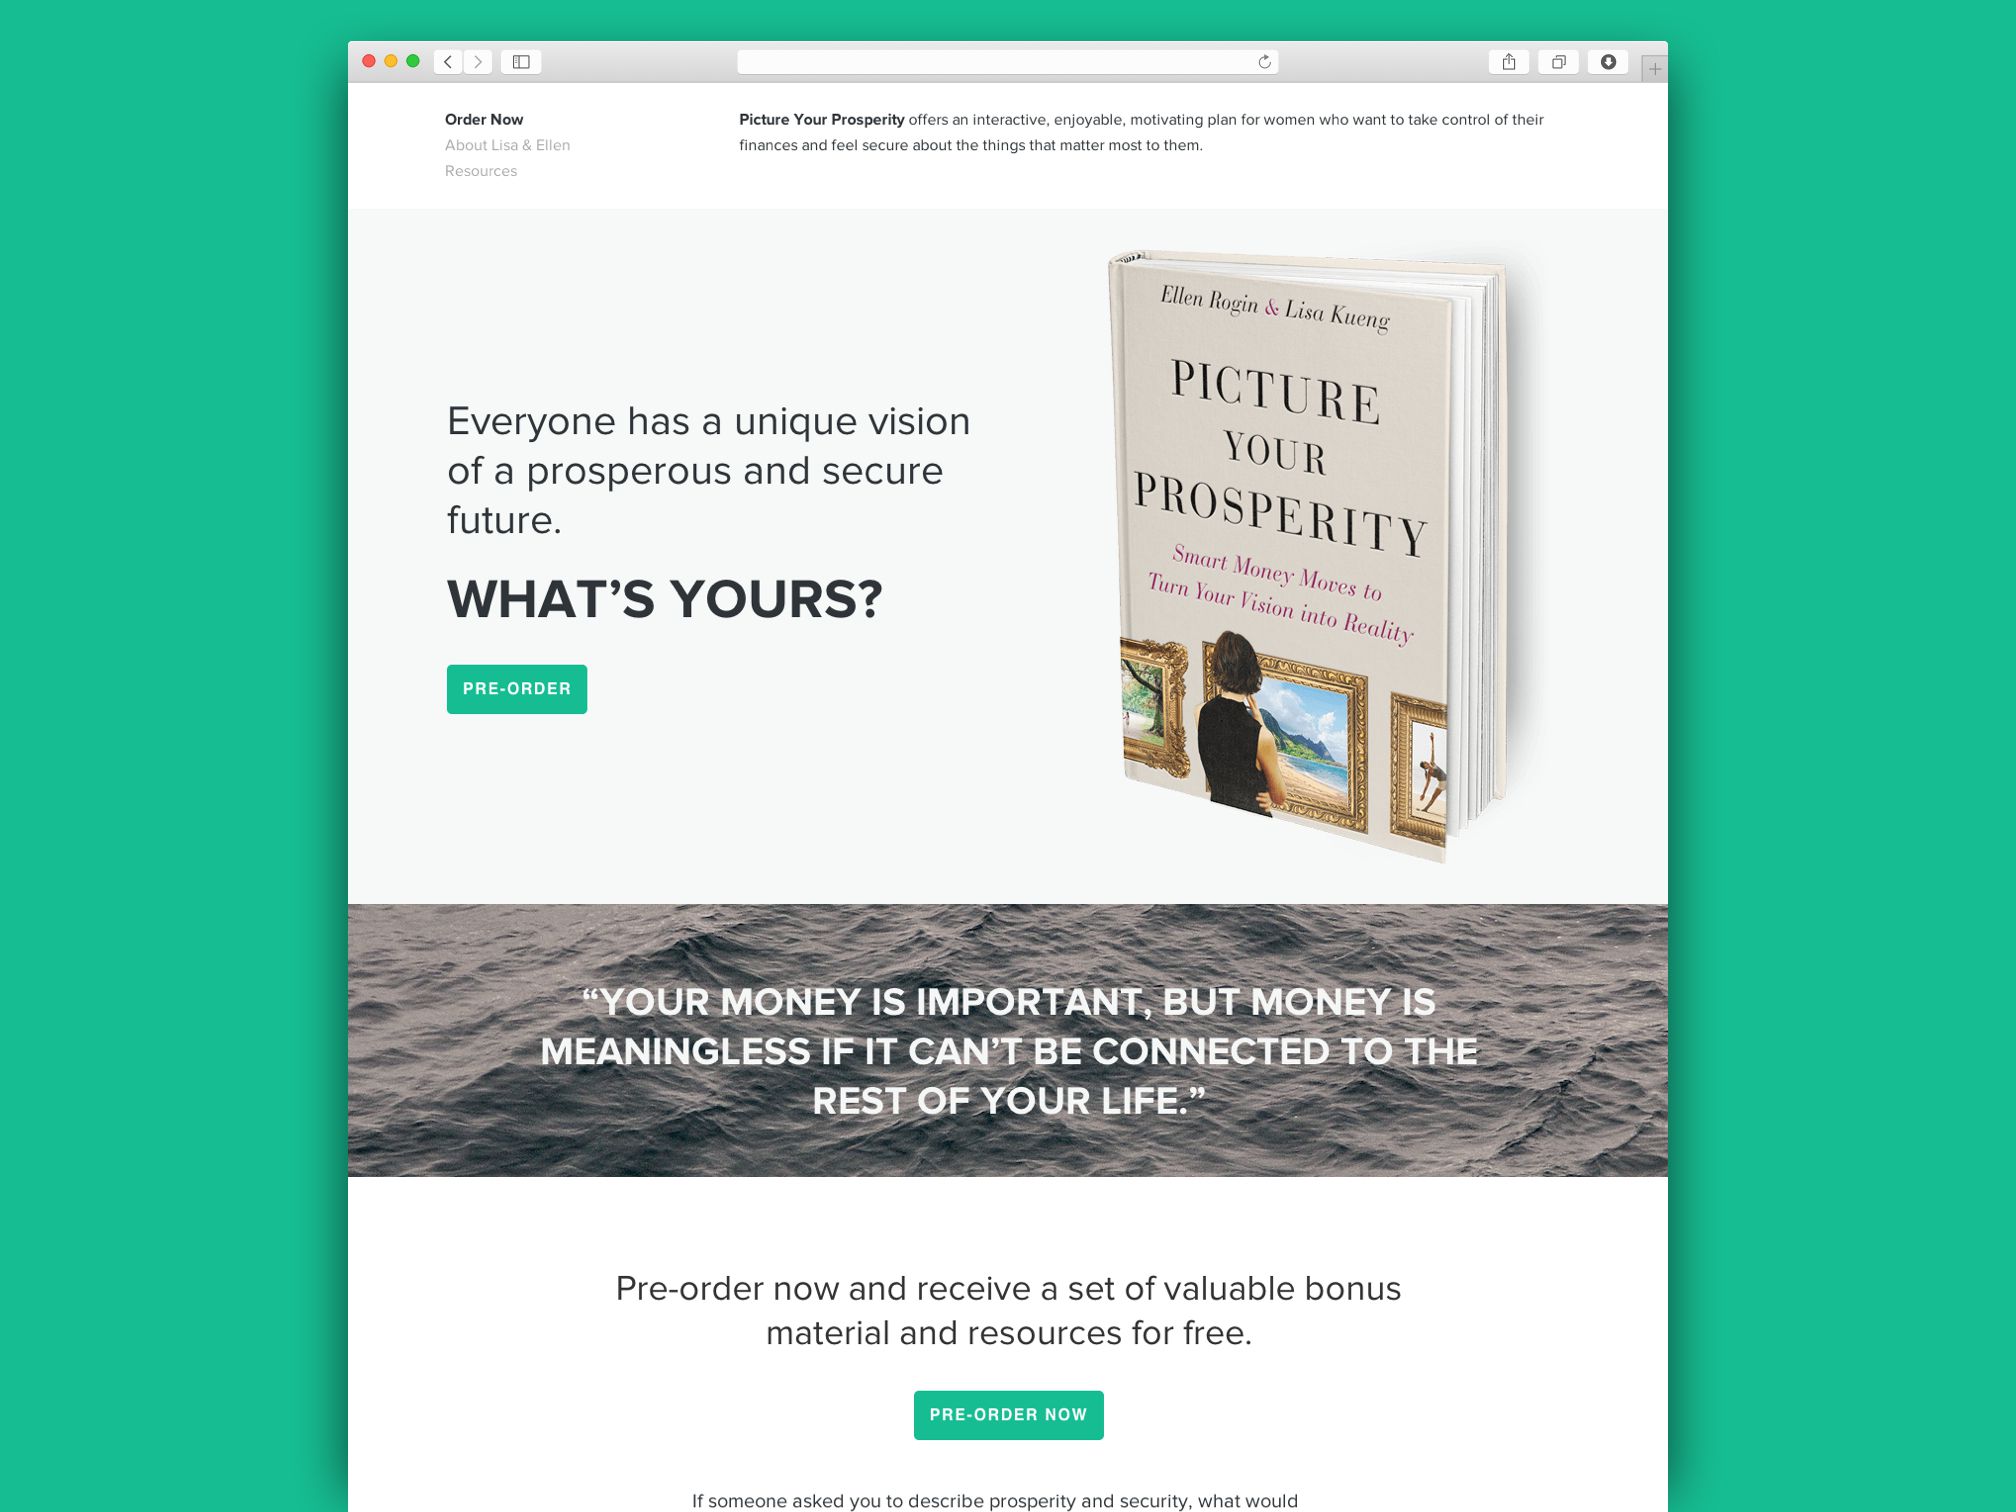 Order Now
About Lisa & Ellen
Resources
Picture Your Prosperity offers an interactive, enjoyable, motivating plan for women who want to take control of their
finances and feel secure about the things that matter most to them.
Everyone has a unique vision
of a prosperous and secure
future.
WHAT’S YOURS?
PRE-ORDER
Ellen Rogin & Lisa Kueng
PICTURE
YOUR
PROSPERITY
Smart Money Moves to
Turn Your Vision into Reality
“YOUR MONEY IS IMPORTANT, BUT MONEY IS
MEANINGLESS IF IT CAN’T BE CONNECTED TO THE
REST OF YOUR LIFE.”
Pre-order now and receive a set of valuable bonus
material and resources for free.
PRE-ORDER NOW
If someone asked you to describe prosperity and security, what would